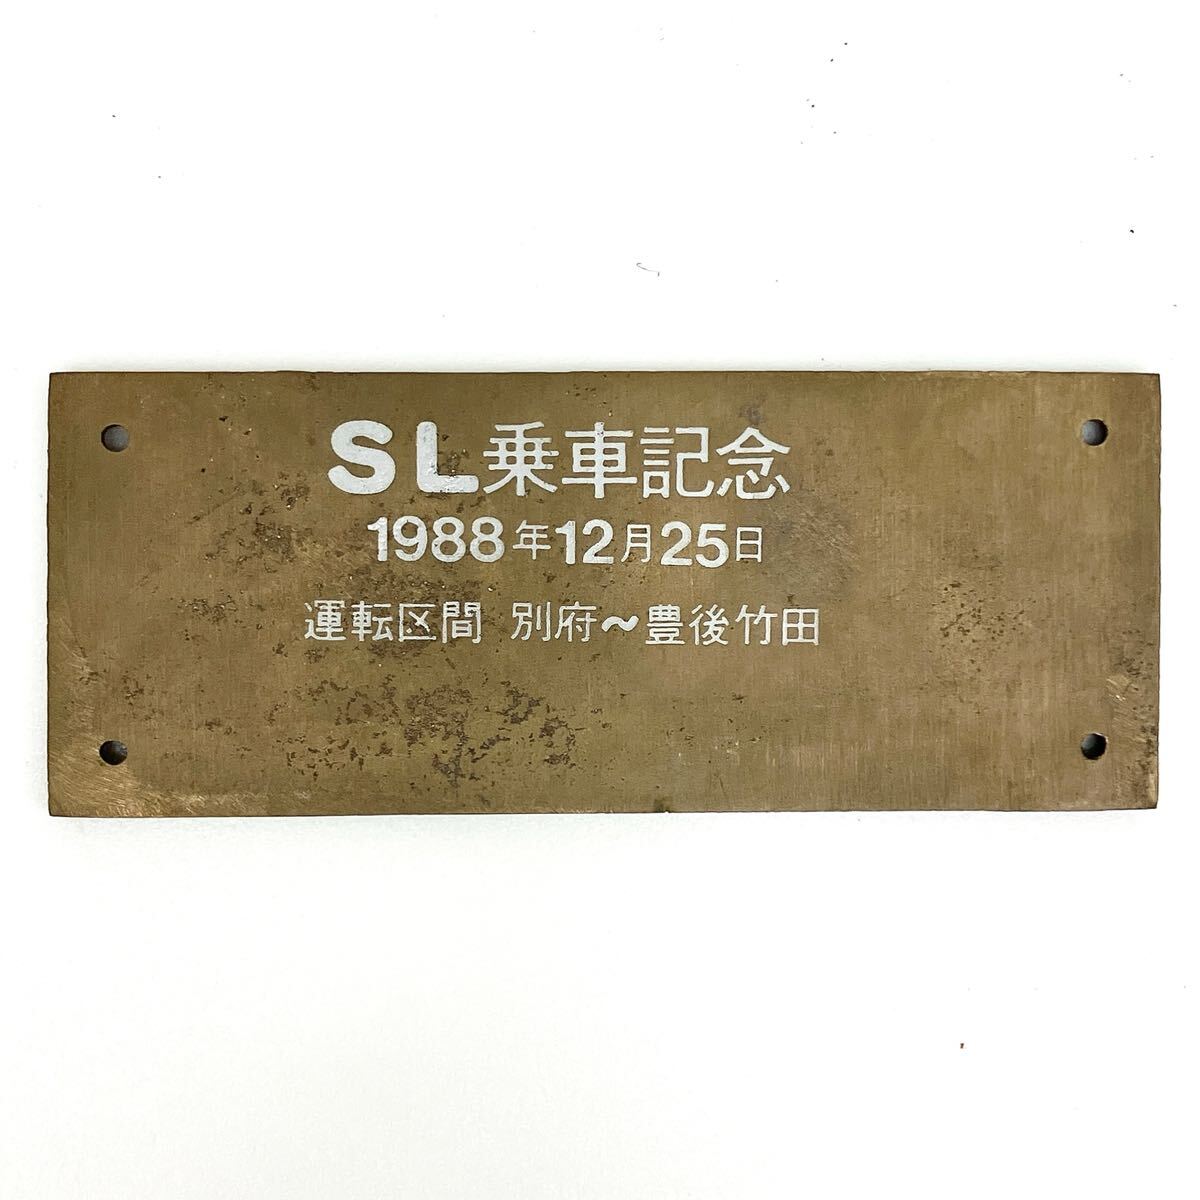 SL乗車記念
1988年12月25日
運転区間 別府〜豊後竹田